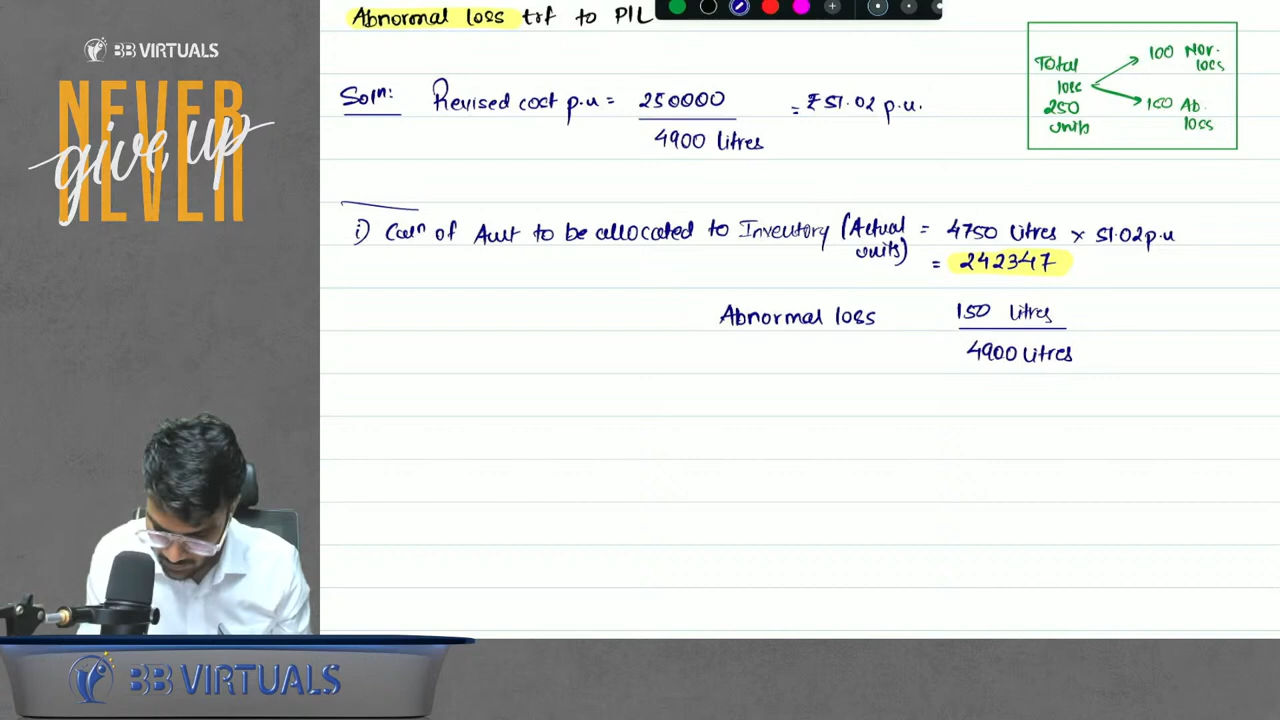 Abnormal loss trf to P/L
BB VIRTUALS
NEVER
give up
NEVER
Total
loss
250
units
100 Nor.
loss
150 Ab.
loss
Soln: Revised cost p.u = 250000 / 4900 litres = ₹51.02 p.u.
i) Caln of Amt to be allocated to Inventory (Actual units) = 4750 litres × 51.02 p.u
= 242347
Abnormal loss 150 litres
4900 litres
BB VIRTUALS